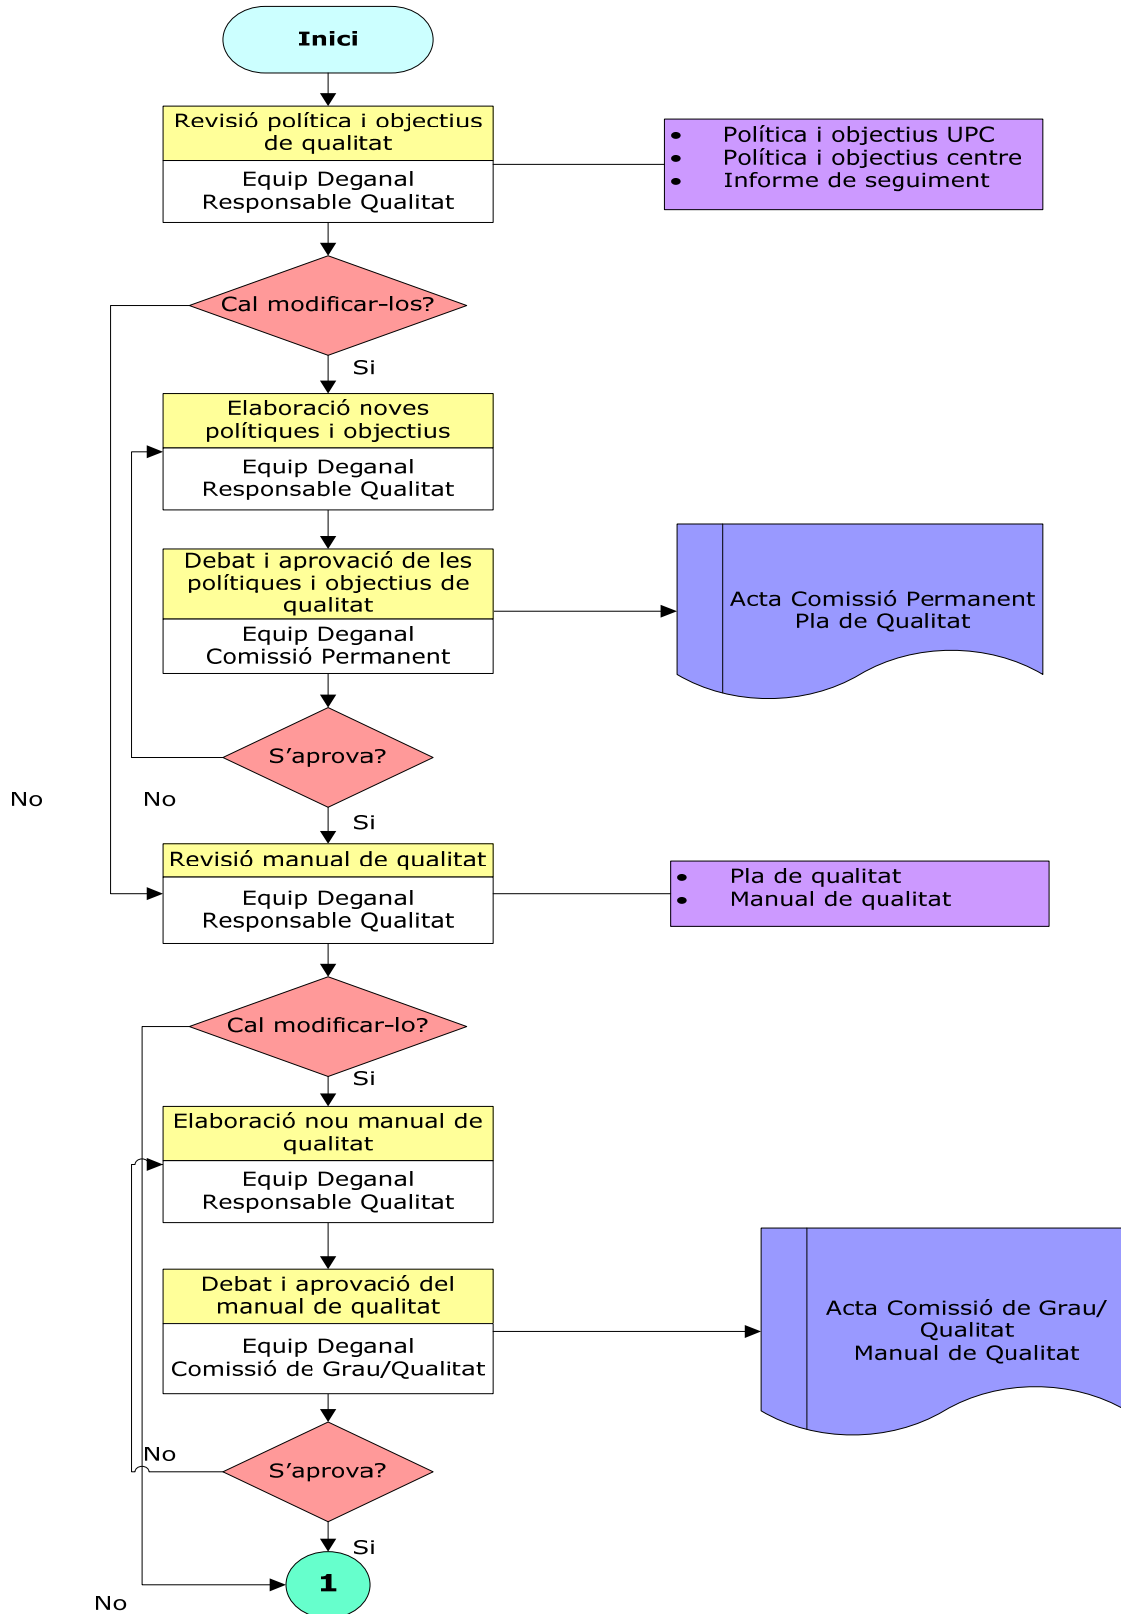 Inici
Revisió política i objectius
de qualitat
Equip Deganal
Responsable Qualitat
• Política i objectius UPC
• Política i objectius centre
• Informe de seguiment
Cal modificar-los?
Si
Elaboració noves
polítiques i objectius
Equip Deganal
Responsable Qualitat
Debat i aprovació de les
polítiques i objectius de
qualitat
Equip Deganal
Comissió Permanent
Acta Comissió Permanent
Pla de Qualitat
S’aprova?
No
No
Si
Revisió manual de qualitat
Equip Deganal
Responsable Qualitat
• Pla de qualitat
• Manual de qualitat
Cal modificar-lo?
Si
Elaboració nou manual de
qualitat
Equip Deganal
Responsable Qualitat
Debat i aprovació del
manual de qualitat
Equip Deganal
Comissió de Grau/Qualitat
Acta Comissió de Grau/
Qualitat
Manual de Qualitat
No
S’aprova?
Si
1
No